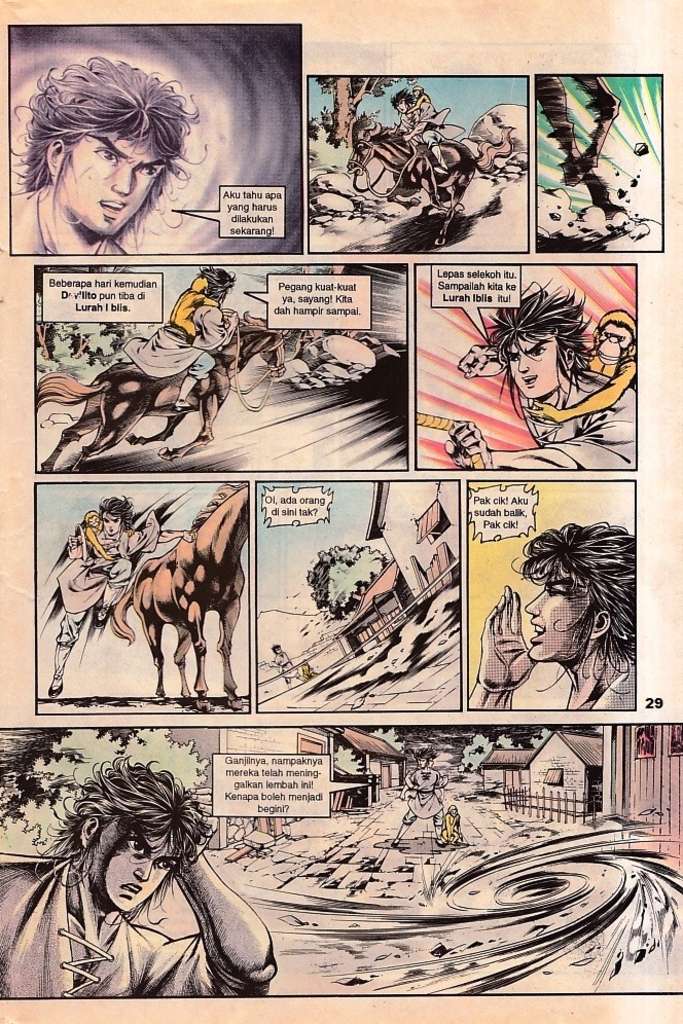 Aku tahu apa
yang harus
dilakukan
sekarang!
Beberapa hari kemudian
pun tiba di
Lurah I blis.
Pegang kuat-kuat
ya, sayang! Kita
dah hampir sampai.
Lepas selekoh itu.
Sampailah kita ke
Lurah Iblis itu!
Oi, ada orang
di sini tak?
Pak cik! Aku
sudah balik,
Pak cik!
29
Ganjilnya, nampaknya
mereka telah mening-
galkan lembah ini!
Kenapa boleh menjadi
begini?